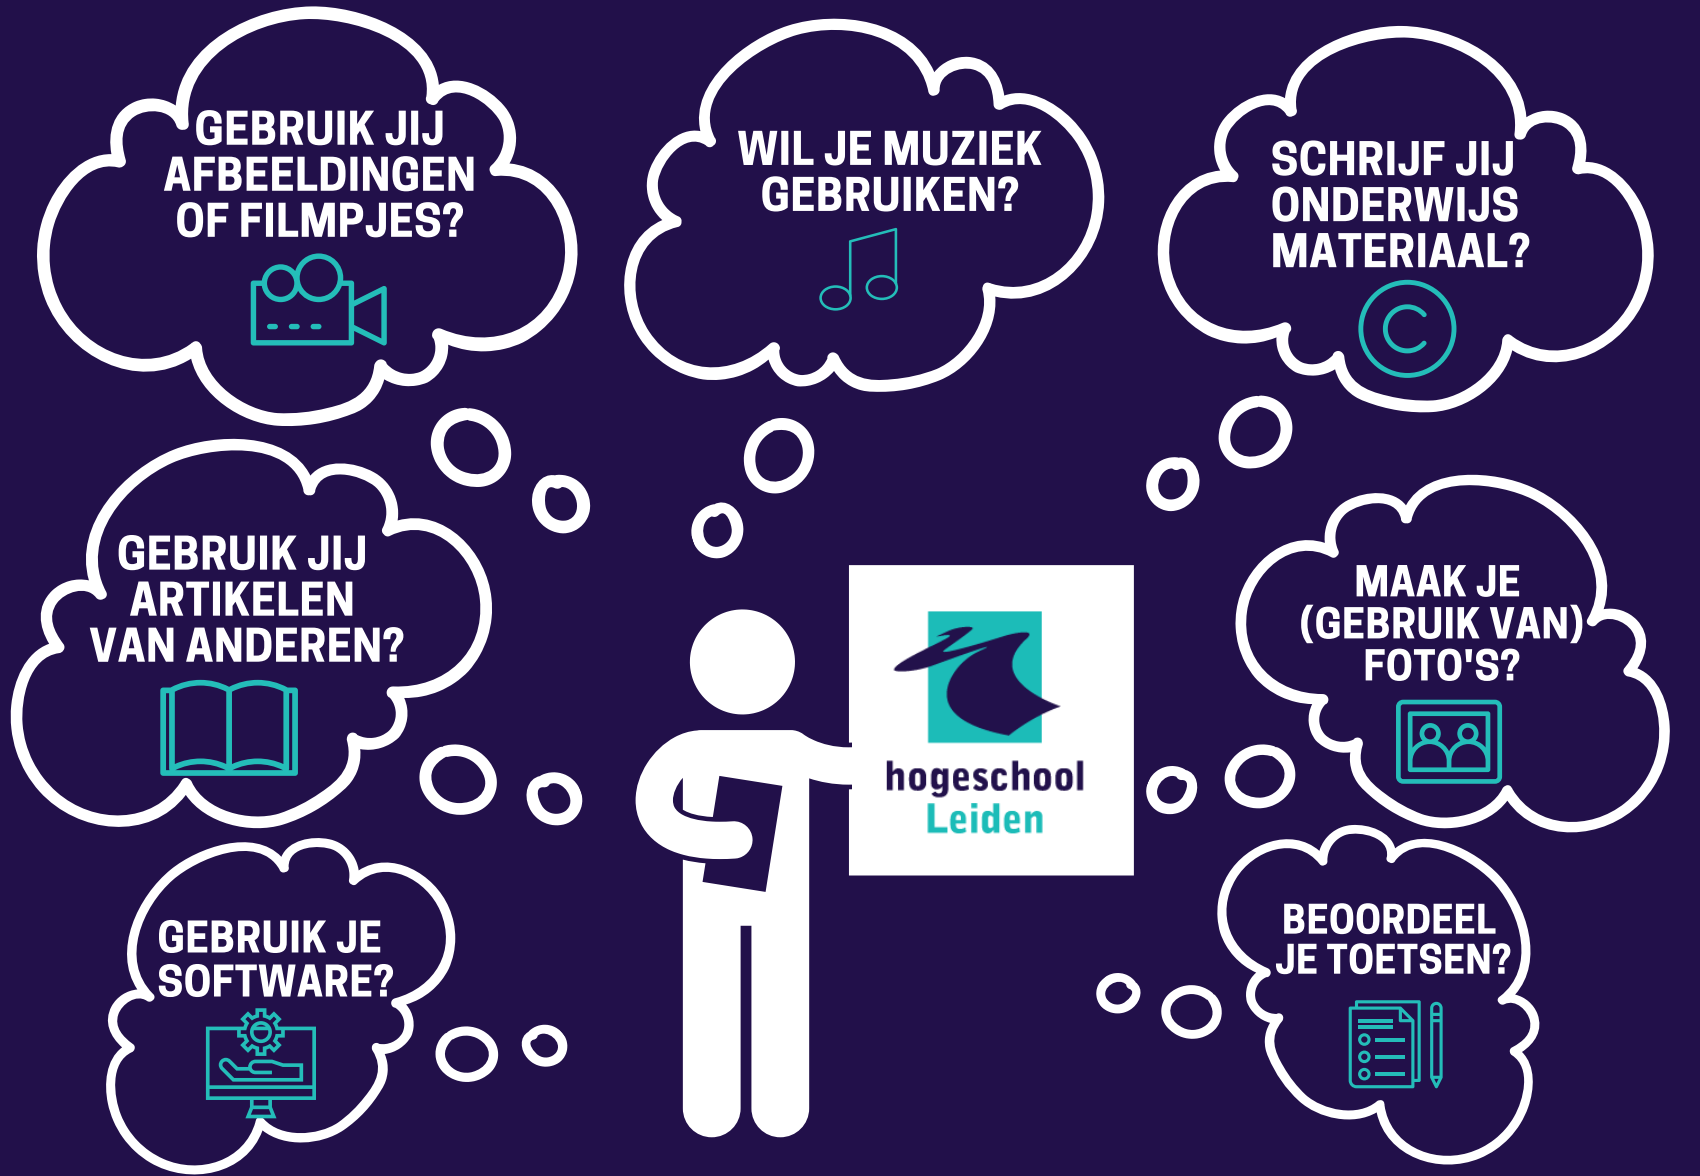 GEBRUIK JIJ
AFBEELDINGEN
OF FILMPJES?
WIL JE MUZIEK
GEBRUIKEN?
SCHRIJF JIJ
ONDERWIJS
MATERIAAL?
C
GEBRUIK JIJ
ARTIKELEN
VAN ANDEREN?
MAAK JE
(GEBRUIK VAN)
FOTO'S?
hogeschool
Leiden
GEBRUIK JE
SOFTWARE?
BEOORDEEL
JE TOETSEN?